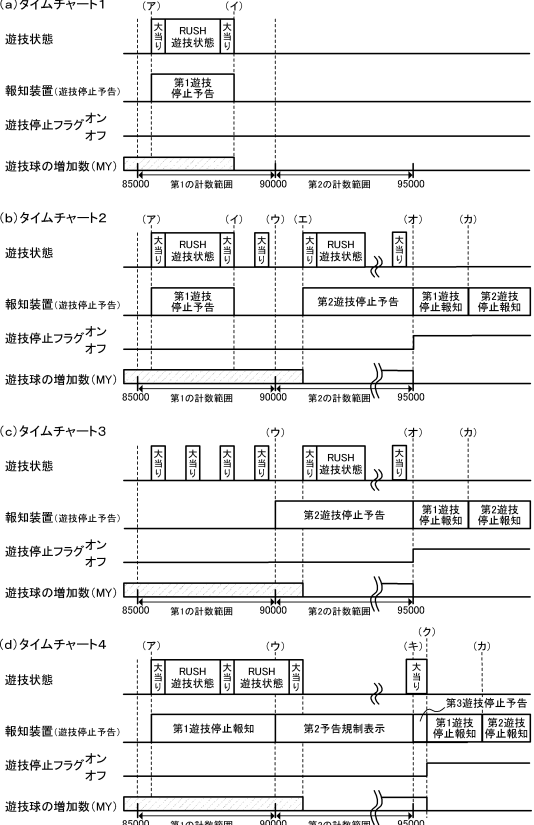 (a)タイムチャート1
(ア) (イ)
遊技状態
大当り RUSH 遊技状態 大当り
報知装置(遊技停止予告)
第1遊技停止予告
遊技停止フラグ オン オフ
遊技球の増加数(MY)
85000 第1の計数範囲 90000 第2の計数範囲 95000
(b)タイムチャート2
(ア) (イ) (ウ) (エ) (オ) (カ)
遊技状態
大当り RUSH 遊技状態 大当り 大当り 大当り RUSH 遊技状態 大当り
報知装置(遊技停止予告)
第1遊技停止予告 第2遊技停止予告 第1遊技停止報知 第2遊技停止報知
遊技停止フラグ オン オフ
遊技球の増加数(MY)
85000 第1の計数範囲 90000 第2の計数範囲 95000
(c)タイムチャート3
(ウ) (オ) (カ)
遊技状態
大当り 大当り 大当り 大当り 大当り RUSH 遊技状態 大当り
報知装置(遊技停止予告)
第2遊技停止予告 第1遊技停止報知 第2遊技停止報知
遊技停止フラグ オン オフ
遊技球の増加数(MY)
85000 第1の計数範囲 90000 第2の計数範囲 95000
(d)タイムチャート4
(ア) (ウ) (キ) (ク) (カ)
遊技状態
大当り RUSH 遊技状態 大当り RUSH 遊技状態 大当り 大当り
第3遊技停止予告
報知装置(遊技停止予告)
第1遊技停止報知 第2予告規制表示 第1遊技停止報知 第2遊技停止報知
遊技停止フラグ オン オフ
遊技球の増加数(MY)
85000 第1の計数範囲 90000 第2の計数範囲 95000